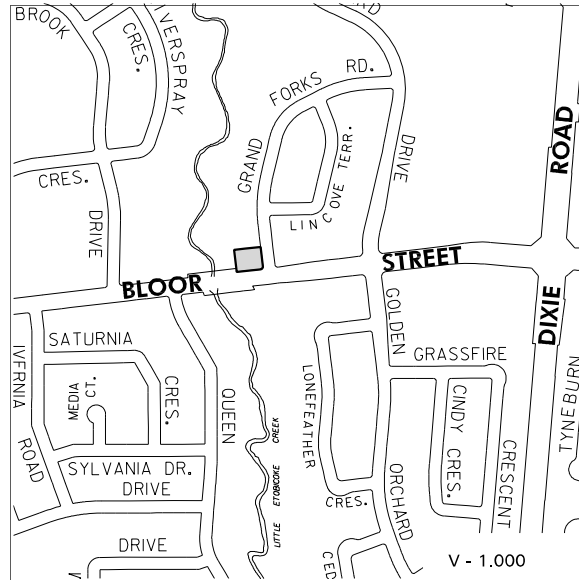 BROOK
CRES.
VERSPRAY
FORKS
RD.
GRAND
LINCOVE TERR.
DRIVE
ROAD
CRES.
DRIVE
BLOOR
STREET
DIXIE
GOLDEN
SATURNIA
GRASSFIRE
MEDIA
CT.
CRES.
QUEEN
LONEFEATHER
CINDY CRES.
TYNEBURN
ROAD
SYLVANIA DR.
DRIVE
LITTLE ETOBICOKE CREEK
CRES.
ORCHARD
CRESCENT
DRIVE
CED
V - 1.000